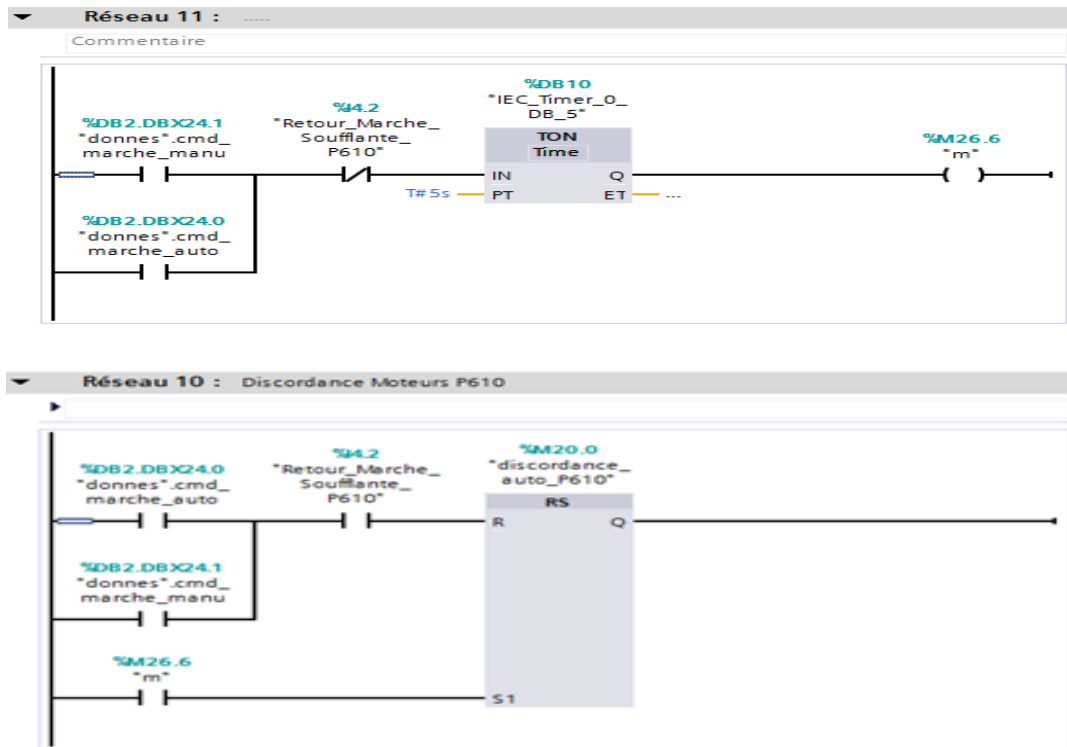 Réseau 11 : .....
Commentaire
%DB10
"IEC_Timer_0_
DB_5"
%I4.2
"Retour_Marche_
Soufflante_
P610"
%DB2.DBX24.1
"donnes".cmd_
marche_manu
TON
Time
%M26.6
"m"
IN Q
T#5s PT ET ...
%DB2.DBX24.0
"donnes".cmd_
marche_auto
Réseau 10 : Discordance Moteurs P610
%DB2.DBX24.0
"donnes".cmd_
marche_auto
%I4.2
"Retour_Marche_
Soufflante_
P610"
%M20.0
"discordance_
auto_P610"
RS
R Q
%DB2.DBX24.1
"donnes".cmd_
marche_manu
%M26.6
"m"
S1